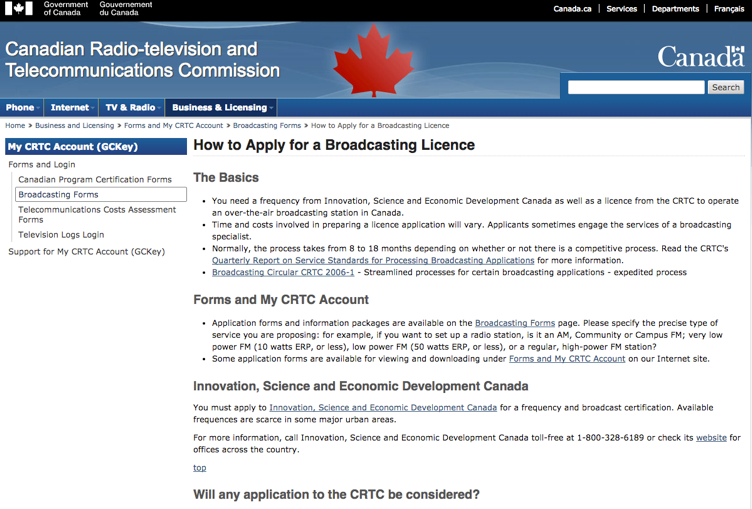 Government
of Canada
Gouvernement
du Canada
Canada.ca | Services | Departments | Français
Canadian Radio-television and
Telecommunications Commission
Canada
Search
Phone
Internet
TV & Radio
Business & Licensing
Home > Business and Licensing > Forms and My CRTC Account > Broadcasting Forms > How to Apply for a Broadcasting Licence
My CRTC Account (GCKey)
Forms and Login
Canadian Program Certification Forms
Broadcasting Forms
Telecommunications Costs Assessment
Forms
Television Logs Login
Support for My CRTC Account (GCKey)
How to Apply for a Broadcasting Licence
The Basics
• You need a frequency from Innovation, Science and Economic Development Canada as well as a licence from the CRTC to operate
an over-the-air broadcasting station in Canada.
• Time and costs involved in preparing a licence application will vary. Applicants sometimes engage the services of a broadcasting
specialist.
• Normally, the process takes from 8 to 18 months depending on whether or not there is a competitive process. Read the CRTC's
Quarterly Report on Service Standards for Processing Broadcasting Applications for more information.
• Broadcasting Circular CRTC 2006-1 - Streamlined processes for certain broadcasting applications - expedited process
Forms and My CRTC Account
• Application forms and information packages are available on the Broadcasting Forms page. Please specify the precise type of
service you are proposing: for example, if you want to set up a radio station, is it an AM, Community or Campus FM; very low
power FM (10 watts ERP, or less), low power FM (50 watts ERP, or less), or a regular, high-power FM station?
• Some application forms are available for viewing and downloading under Forms and My CRTC Account on our Internet site.
Innovation, Science and Economic Development Canada
You must apply to Innovation, Science and Economic Development Canada for a frequency and broadcast certification. Available
frequencies are scarce in some major urban areas.
For more information, call Innovation, Science and Economic Development Canada toll-free at 1-800-328-6189 or check its website for
offices across the country.
top
Will any application to the CRTC be considered?